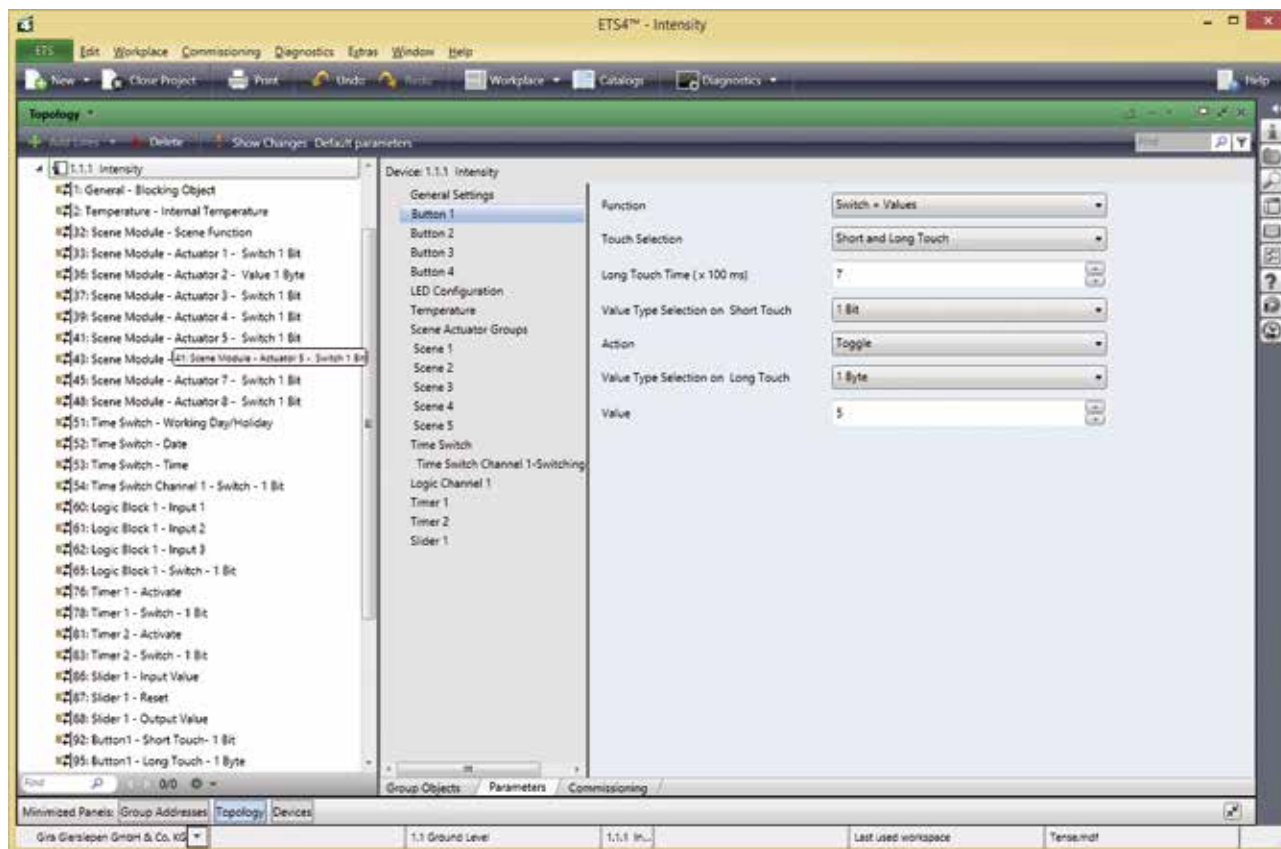 ETS4™ - Intensity
ETS Edit Workplace Commissioning Diagnostics Extras Window Help
New Close Project Print Undo Workplace Catalogs Diagnostics Help
Topology
Add Lines Delete Show Changes Default parameters Find
1.1.1 Intensity
1: General - Blocking Object
2: Temperature - Internal Temperature
32: Scene Module - Scene Function
33: Scene Module - Actuator 1 - Switch 1 Bit
36: Scene Module - Actuator 2 - Value 1 Byte
37: Scene Module - Actuator 3 - Switch 1 Bit
39: Scene Module - Actuator 4 - Switch 1 Bit
41: Scene Module - Actuator 5 - Switch 1 Bit
43: Scene Module - 41: Scene Module - Actuator 5 - Switch 1 Bit
45: Scene Module - Actuator 7 - Switch 1 Bit
48: Scene Module - Actuator 8 - Switch 1 Bit
51: Time Switch - Working Day/Holiday
52: Time Switch - Date
53: Time Switch - Time
54: Time Switch Channel 1 - Switch - 1 Bit
60: Logic Block 1 - Input 1
61: Logic Block 1 - Input 2
62: Logic Block 1 - Input 3
65: Logic Block 1 - Switch - 1 Bit
76: Timer 1 - Activate
78: Timer 1 - Switch - 1 Bit
81: Timer 2 - Activate
83: Timer 2 - Switch - 1 Bit
86: Slider 1 - Input Value
87: Slider 1 - Reset
88: Slider 1 - Output Value
92: Button1 - Short Touch- 1 Bit
95: Button1 - Long Touch - 1 Byte
Find 0/0
Device: 1.1.1 Intensity
General Settings
Button 1
Button 2
Button 3
Button 4
LED Configuration
Temperature
Scene Actuator Groups
Scene 1
Scene 2
Scene 3
Scene 4
Scene 5
Time Switch
Time Switch Channel 1-Switching
Logic Channel 1
Timer 1
Timer 2
Slider 1
Function Switch + Values
Touch Selection Short and Long Touch
Long Touch Time ( x 100 ms) 7
Value Type Selection on Short Touch 1 Bit
Action Toggle
Value Type Selection on Long Touch 1 Byte
Value 5
Group Objects Parameters Commissioning
Minimized Panels: Group Addresses Topology Devices
Gira Giersiepen GmbH & Co. KG 1.1 Ground Level 1.1.1 In... Last used workspace Tense.mdf